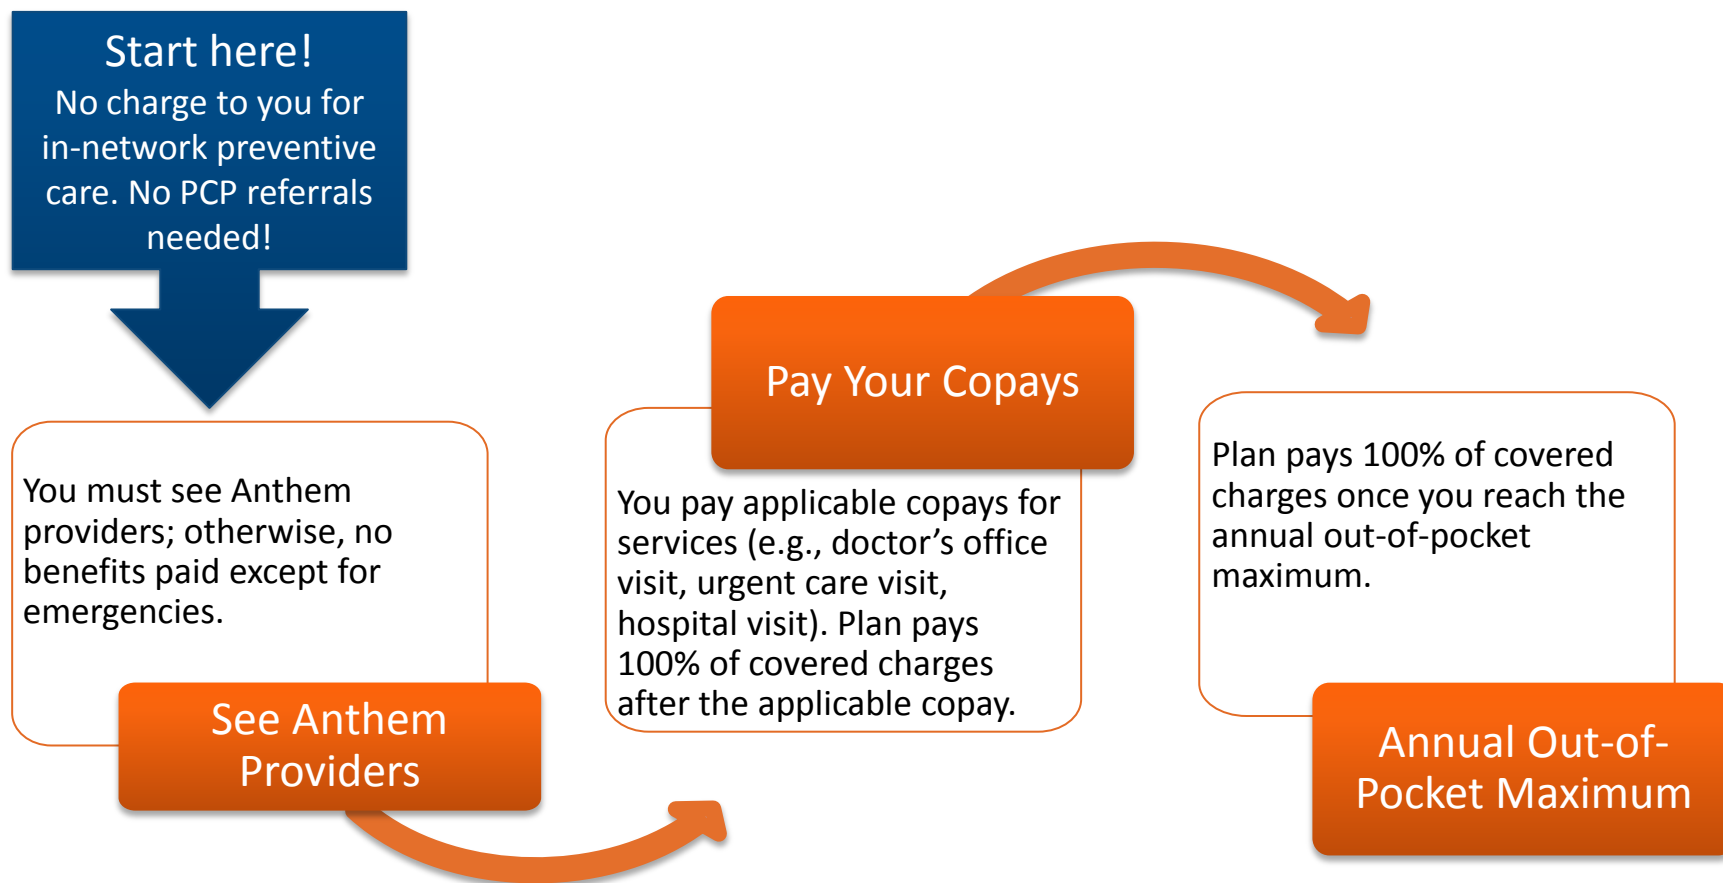 Start here!
No charge to you for
in-network preventive
care. No PCP referrals
needed!
You must see Anthem
providers; otherwise, no
benefits paid except for
emergencies.
See Anthem
Providers
Pay Your Copays
You pay applicable copays for
services (e.g., doctor’s office
visit, urgent care visit,
hospital visit). Plan pays
100% of covered charges
after the applicable copay.
Plan pays 100% of covered
charges once you reach the
annual out-of-pocket
maximum.
Annual Out-of-
Pocket Maximum